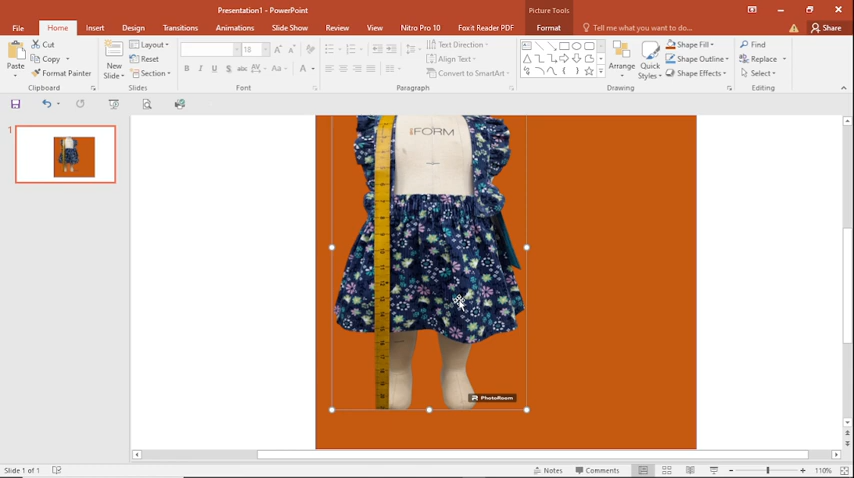 Presentation1 - PowerPoint
Picture Tools
File
Home
Insert
Design
Transitions
Animations
Slide Show
Review
View
Nitro Pro 10
Foxit Reader PDF
Format
Tell me what you want to do...
Share
Paste
Cut
Copy
Format Painter
Clipboard
New
Slide
Layout
Reset
Section
Slides
18
B I U S abc AV Aa A
Font
Paragraph
Text Direction
Align Text
Convert to SmartArt
Arrange
Quick
Styles
Shape Fill
Shape Outline
Shape Effects
Drawing
Find
Replace
Select
Editing
1
FORM
PhotoRoom
Slide 1 of 1
Notes
Comments
110%